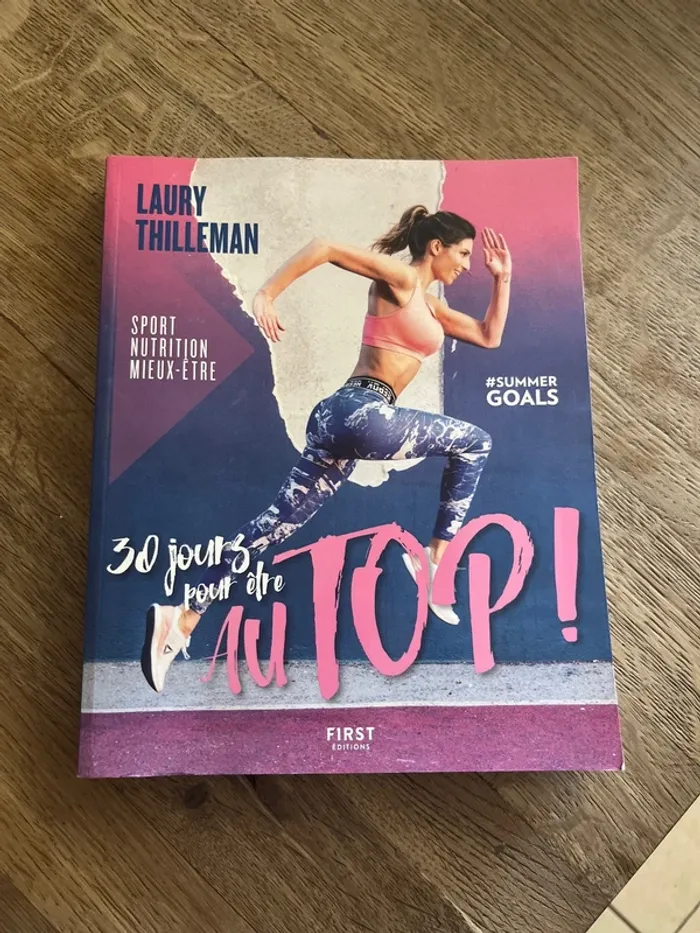 LAURY
THILLEMAN
SPORT
NUTRITION
MIEUX-ÊTRE
#SUMMER
GOALS
30 jours
pour être
AU TOP!
FIRST
ÉDITIONS